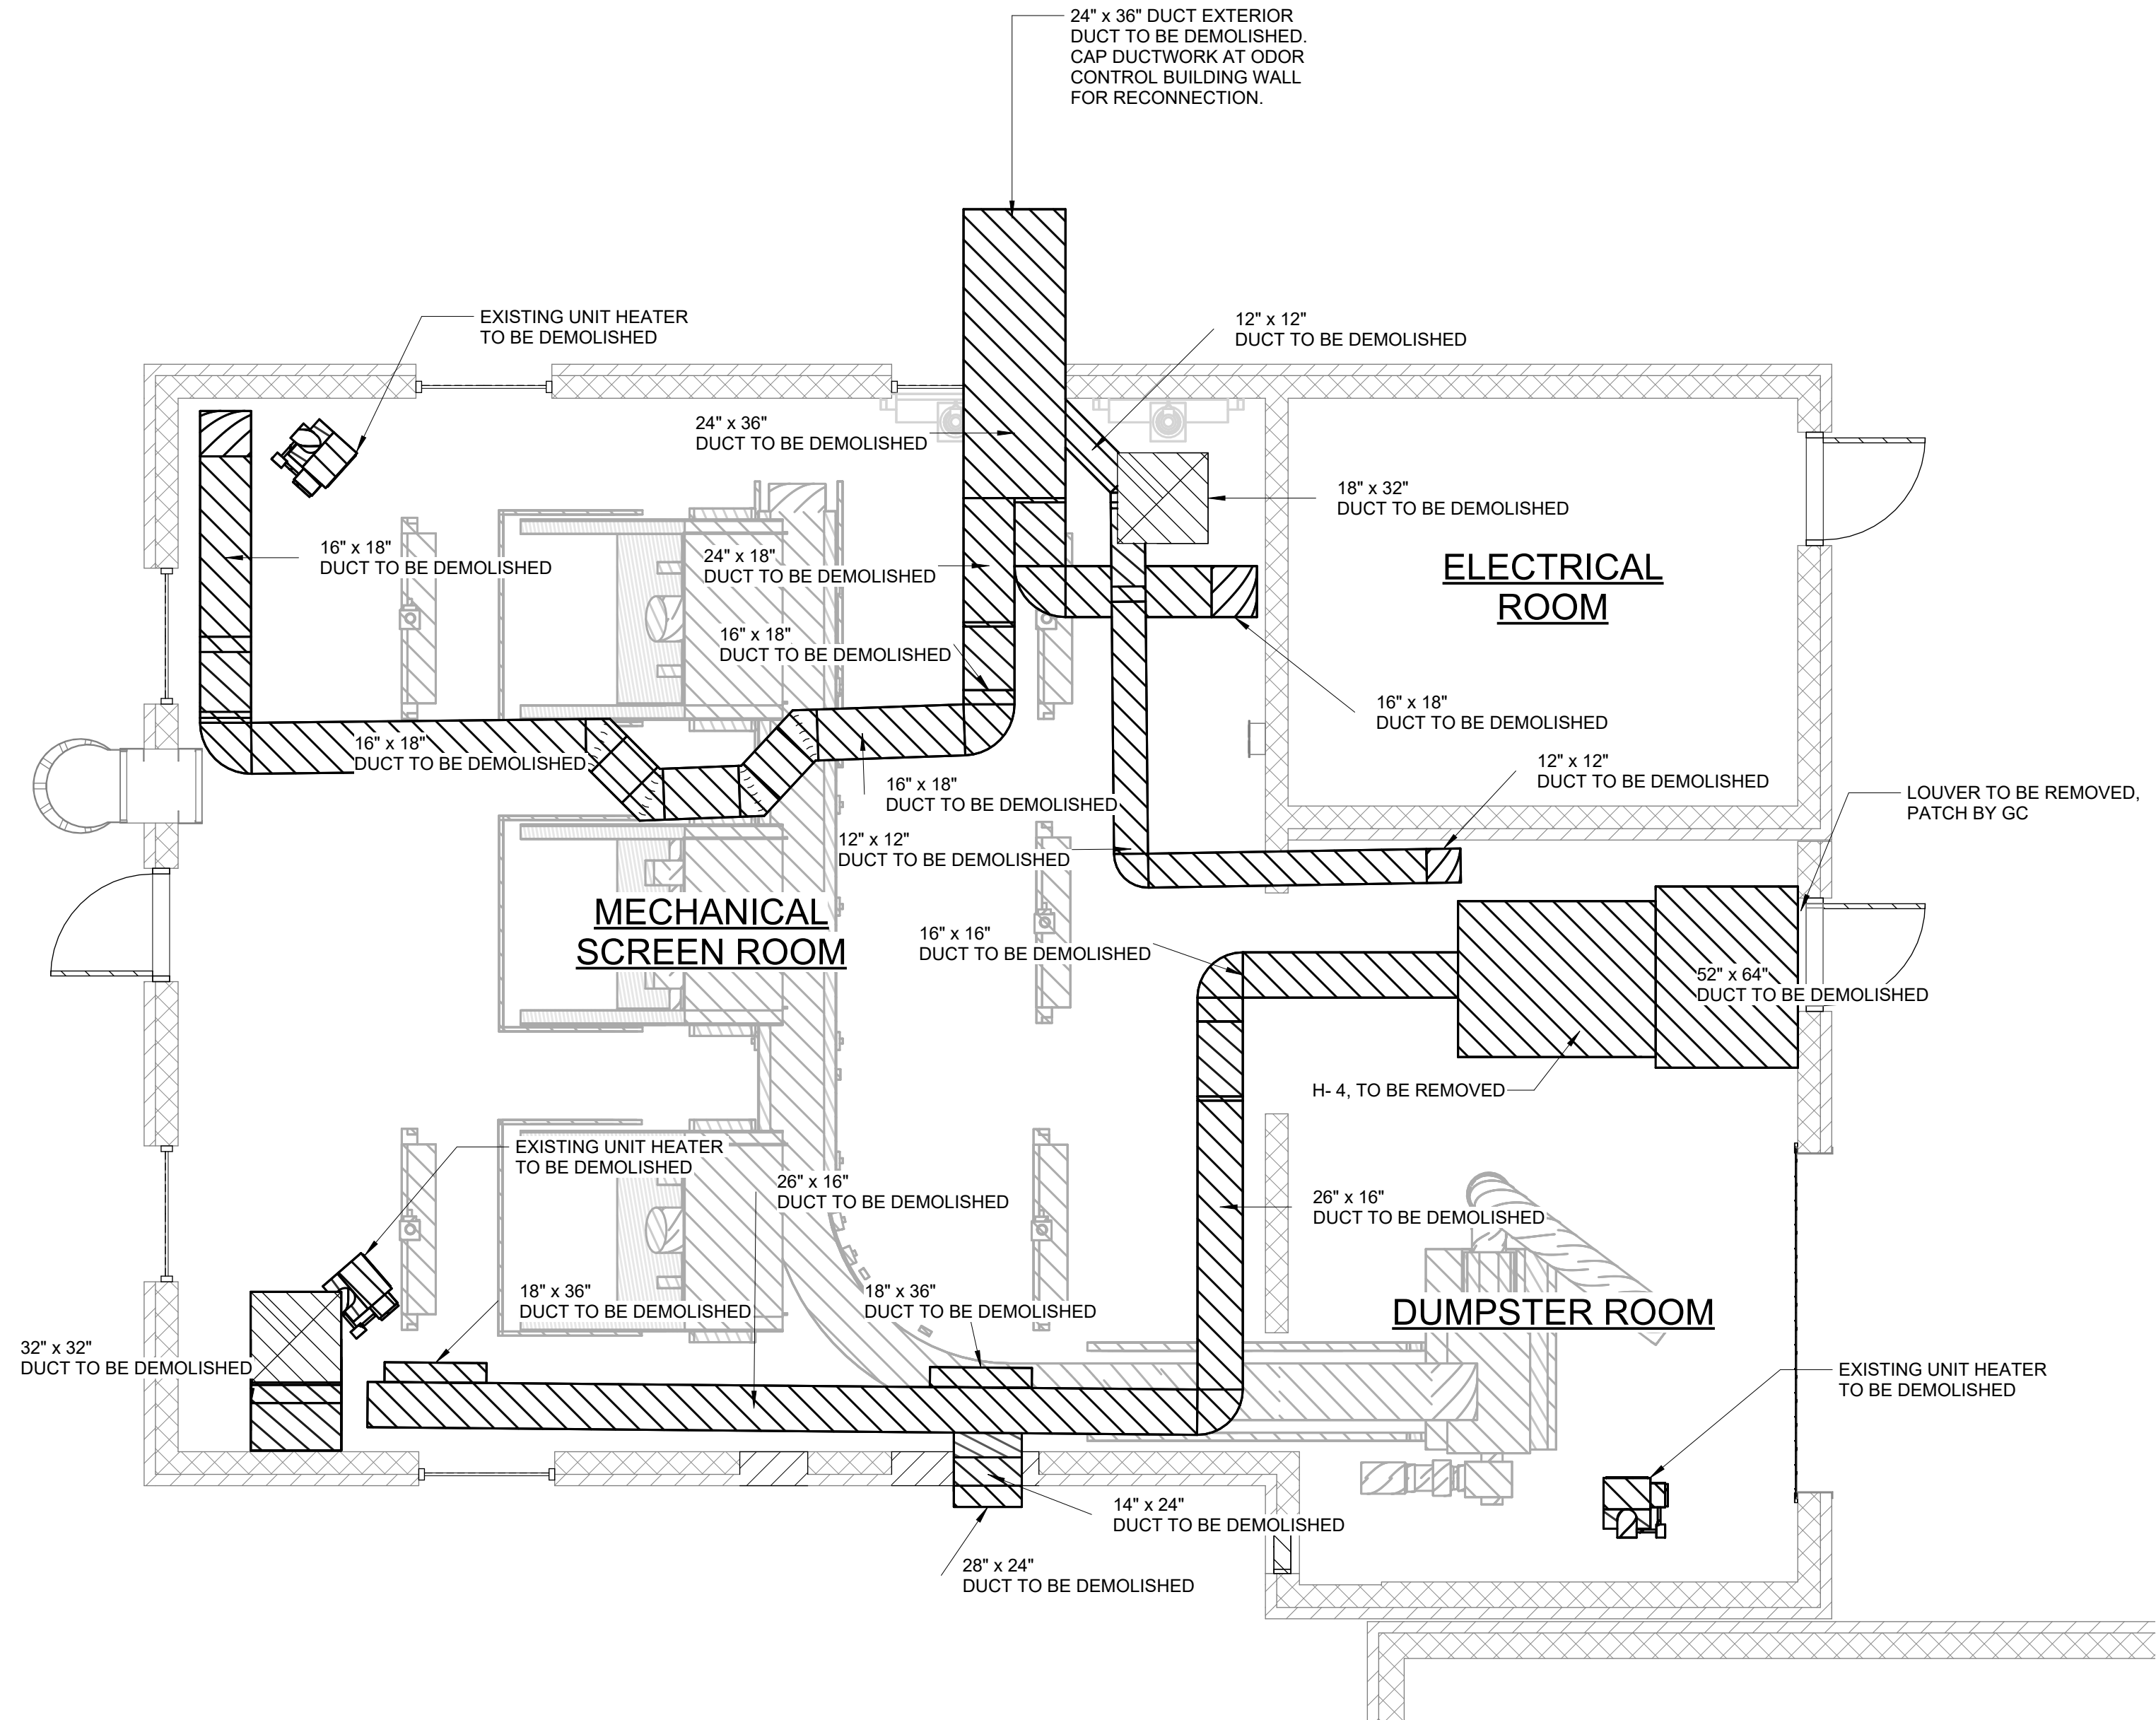 24" x 36" DUCT EXTERIOR
DUCT TO BE DEMOLISHED.
CAP DUCTWORK AT ODOR
CONTROL BUILDING WALL
FOR RECONNECTION.
EXISTING UNIT HEATER
TO BE DEMOLISHED
12" x 12"
DUCT TO BE DEMOLISHED
24" x 36"
DUCT TO BE DEMOLISHED
18" x 32"
DUCT TO BE DEMOLISHED
16" x 18"
DUCT TO BE DEMOLISHED
24" x 18"
DUCT TO BE DEMOLISHED
ELECTRICAL
ROOM
16" x 18"
DUCT TO BE DEMOLISHED
16" x 18"
DUCT TO BE DEMOLISHED
16" x 18"
DUCT TO BE DEMOLISHED
12" x 12"
DUCT TO BE DEMOLISHED
16" x 18"
DUCT TO BE DEMOLISHED
LOUVER TO BE REMOVED,
PATCH BY GC
12" x 12"
DUCT TO BE DEMOLISHED
MECHANICAL
SCREEN ROOM
16" x 16"
DUCT TO BE DEMOLISHED
52" x 64"
DUCT TO BE DEMOLISHED
H- 4, TO BE REMOVED
EXISTING UNIT HEATER
TO BE DEMOLISHED
26" x 16"
DUCT TO BE DEMOLISHED
26" x 16"
DUCT TO BE DEMOLISHED
18" x 36"
DUCT TO BE DEMOLISHED
18" x 36"
DUCT TO BE DEMOLISHED
DUMPSTER ROOM
32" x 32"
DUCT TO BE DEMOLISHED
EXISTING UNIT HEATER
TO BE DEMOLISHED
14" x 24"
DUCT TO BE DEMOLISHED
28" x 24"
DUCT TO BE DEMOLISHED